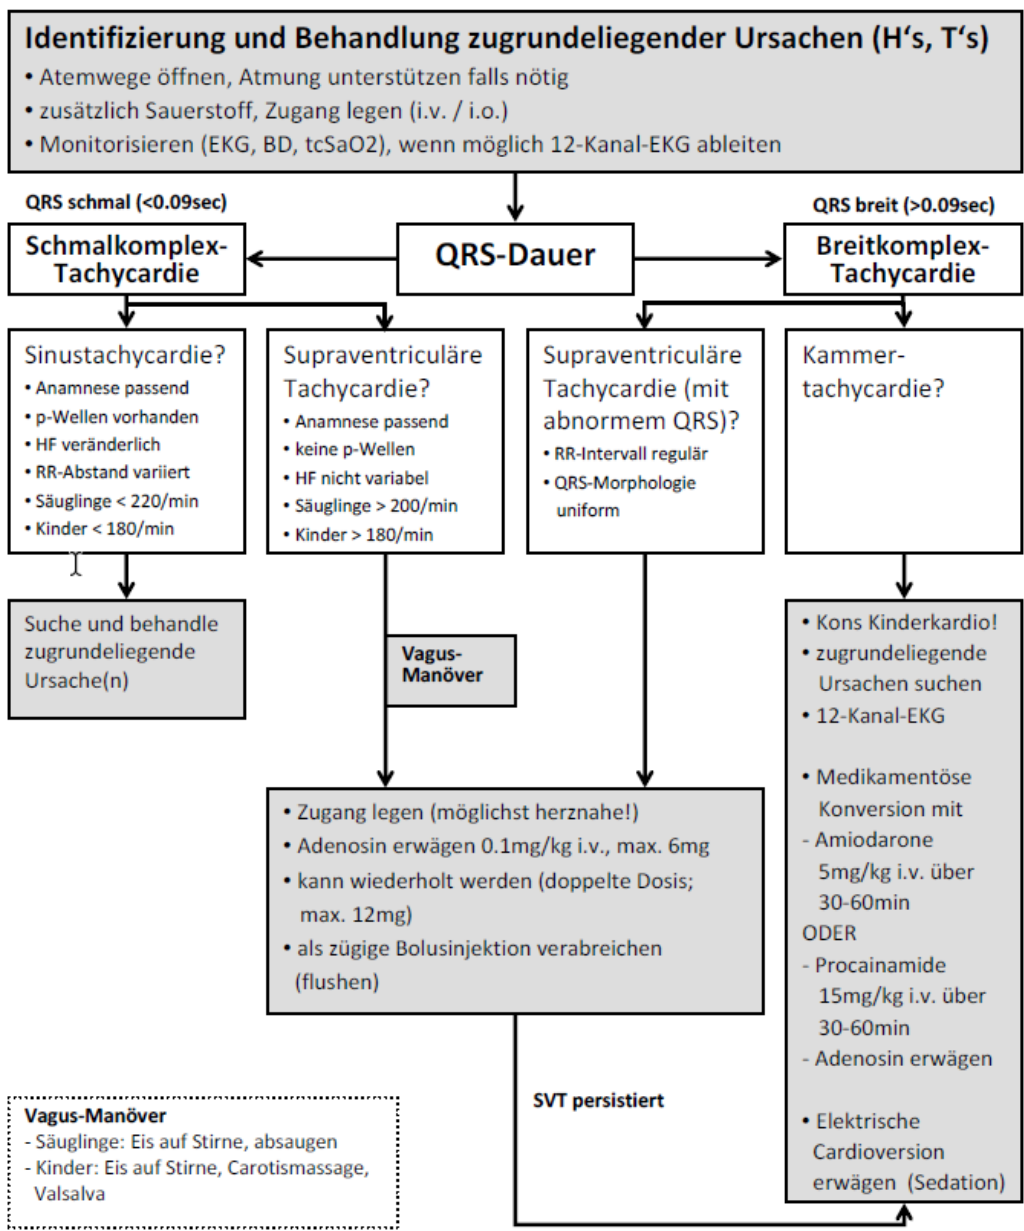 Identifizierung und Behandlung zugrundeliegender Ursachen (H‘s, T‘s)
• Atemwege öffnen, Atmung unterstützen falls nötig
• zusätzlich Sauerstoff, Zugang legen (i.v. / i.o.)
• Monitorisieren (EKG, BD, tcSaO2), wenn möglich 12-Kanal-EKG ableiten
QRS schmal (<0.09sec)
QRS breit (>0.09sec)
Schmalkomplex-
Tachycardie
QRS-Dauer
Breitkomplex-
Tachycardie
Sinustachycardie?
• Anamnese passend
• p-Wellen vorhanden
• HF veränderlich
• RR-Abstand variiert
• Säuglinge < 220/min
• Kinder < 180/min
Supraventriculäre
Tachycardie?
• Anamnese passend
• keine p-Wellen
• HF nicht variabel
• Säuglinge > 200/min
• Kinder > 180/min
Supraventriculäre
Tachycardie (mit
abnormem QRS)?
• RR-Intervall regulär
• QRS-Morphologie
uniform
Kammer-
tachycardie?
Suche und behandle
zugrundeliegende
Ursache(n)
Vagus-
Manöver
• Zugang legen (möglichst herznahe!)
• Adenosin erwägen 0.1mg/kg i.v., max. 6mg
• kann wiederholt werden (doppelte Dosis;
max. 12mg)
• als zügige Bolusinjektion verabreichen
(flushen)
• Kons Kinderkardio!
• zugrundeliegende
Ursachen suchen
• 12-Kanal-EKG
• Medikamentöse
Konversion mit
- Amiodarone
5mg/kg i.v. über
30-60min
ODER
- Procainamide
15mg/kg i.v. über
30-60min
- Adenosin erwägen
• Elektrische
Cardioversion
erwägen (Sedation)
SVT persistiert
Vagus-Manöver
- Säuglinge: Eis auf Stirne, absaugen
- Kinder: Eis auf Stirne, Carotismassage,
Valsalva